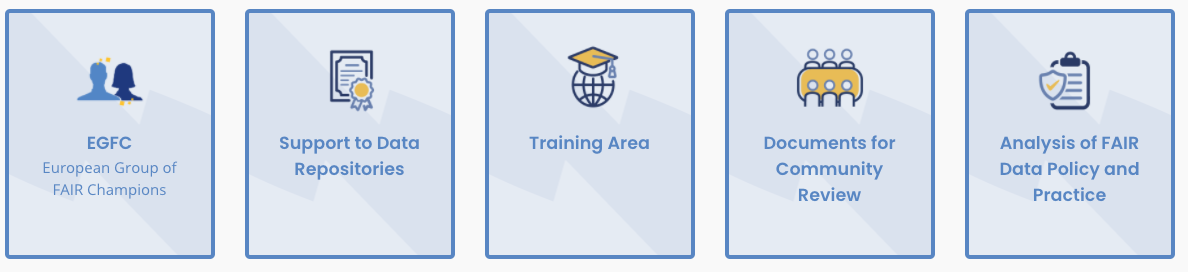 EGFC
European Group of
FAIR Champions
Support to Data
Repositories
Training Area
Documents for
Community
Review
Analysis of FAIR
Data Policy and
Practice